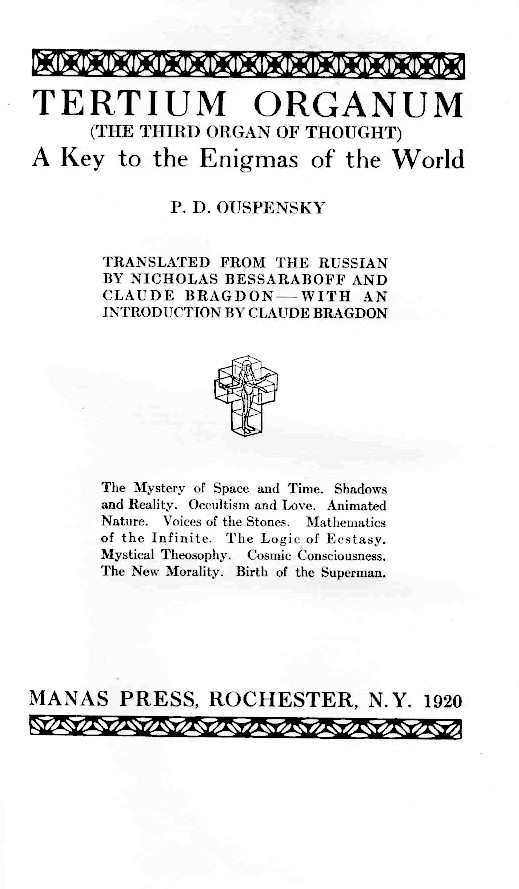 TERTIUM ORGANUM
(THE THIRD ORGAN OF THOUGHT)
A Key to the Enigmas of the World
P. D. OUSPENSKY
TRANSLATED FROM THE RUSSIAN
BY NICHOLAS BESSARABOFF AND
CLAUDE BRAGDON—WITH AN
INTRODUCTION BY CLAUDE BRAGDON
The Mystery of Space and Time. Shadows
and Reality. Occultism and Love. Animated
Nature. Voices of the Stones. Mathematics
of the Infinite. The Logic of Ecstasy.
Mystical Theosophy. Cosmic Consciousness.
The New Morality. Birth of the Superman.
MANAS PRESS, ROCHESTER, N. Y. 1920